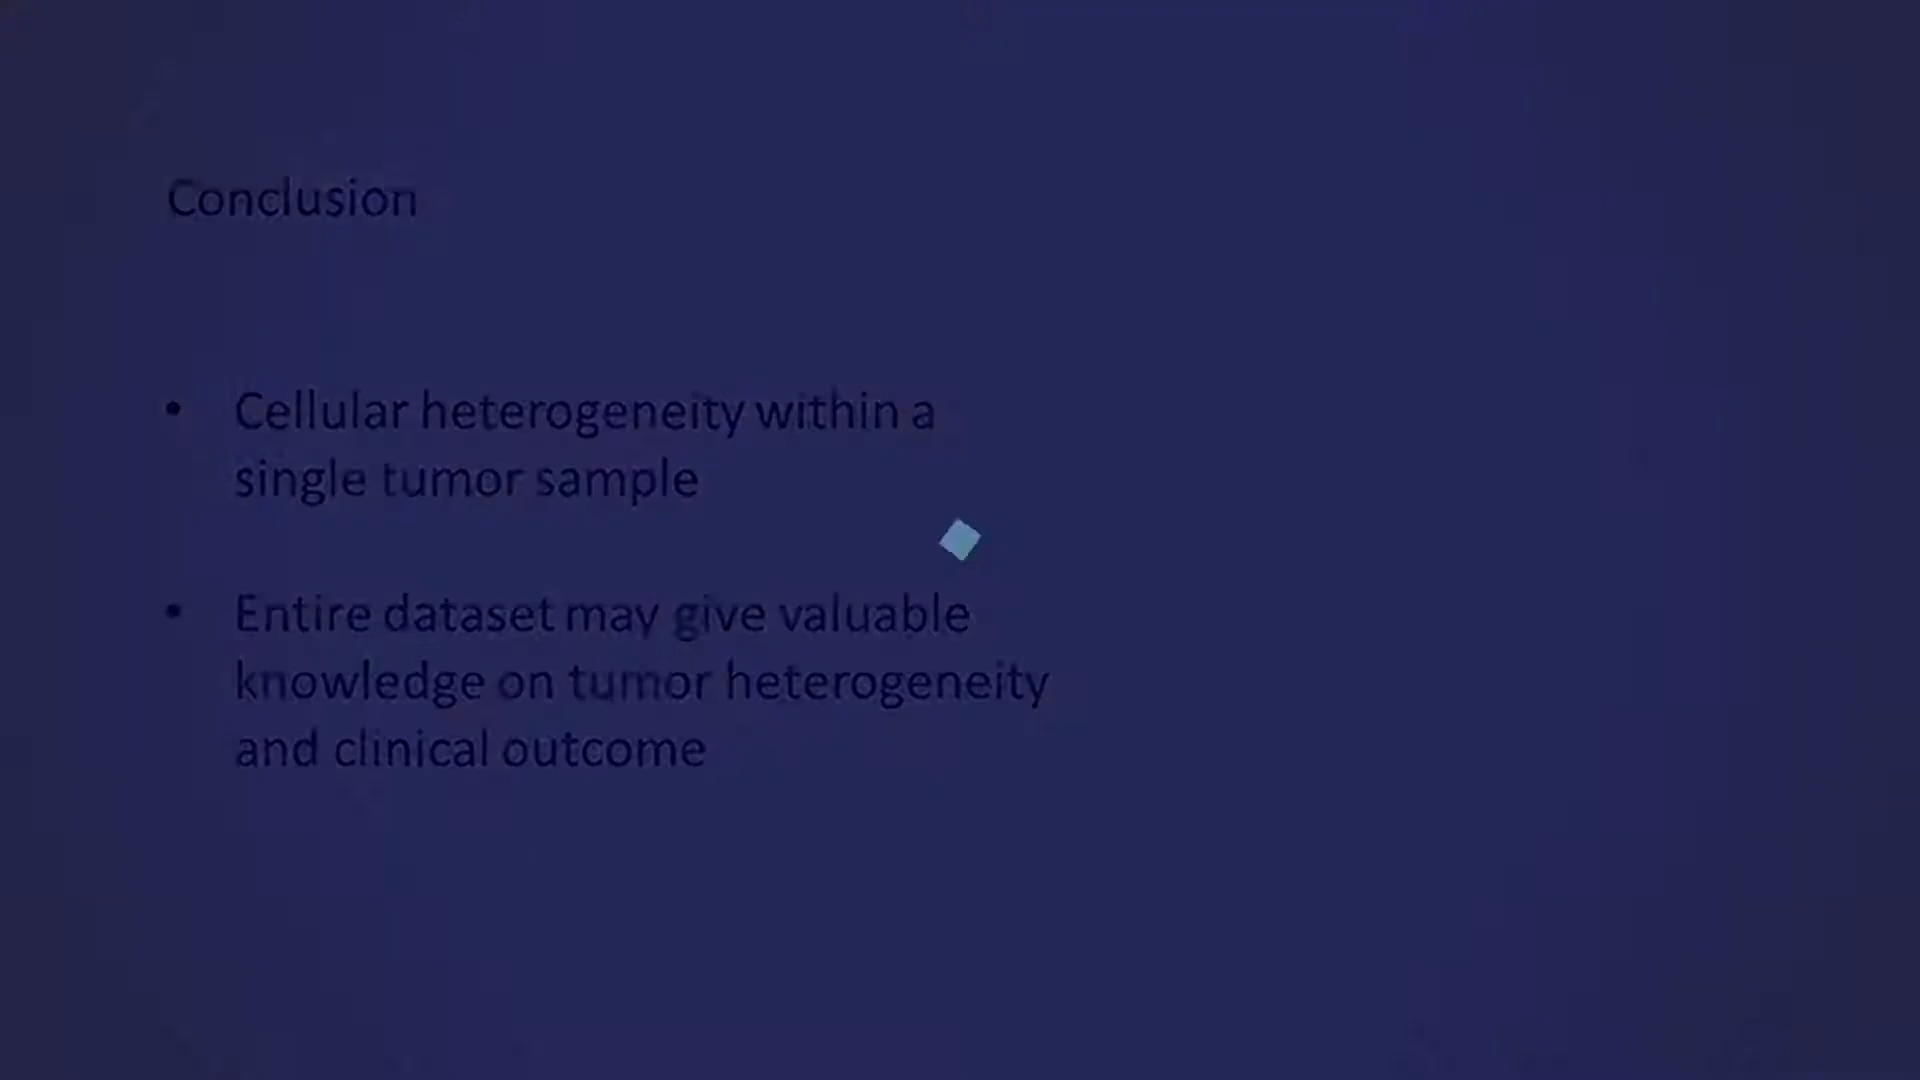 Conclusion
• Cellular heterogeneity within a
single tumor sample
• Entire dataset may give valuable
knowledge on tumor heterogeneity
and clinical outcome